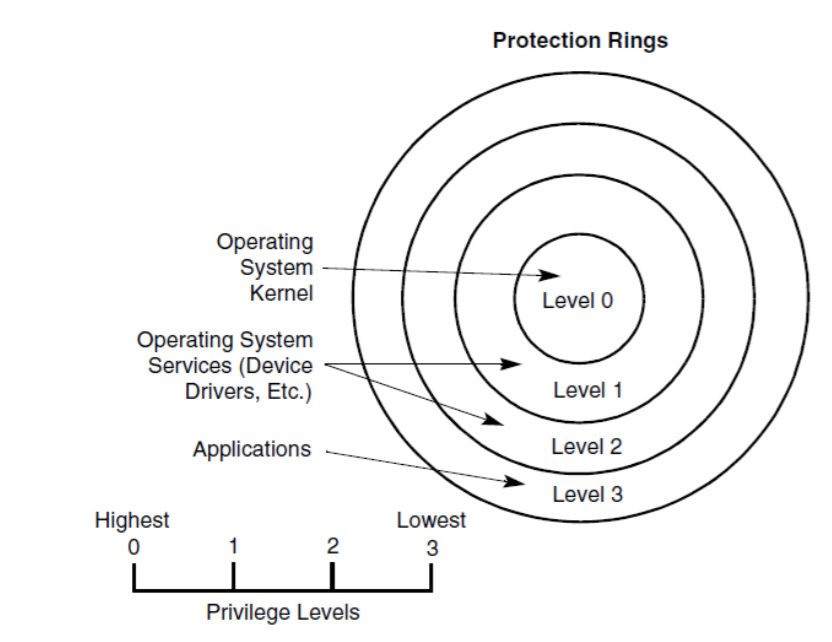 Protection Rings
Operating
System
Kernel
Level 0
Operating System
Services (Device
Drivers, Etc.)
Level 1
Applications
Level 2
Level 3
Highest
Lowest
0
1
2
3
Privilege Levels